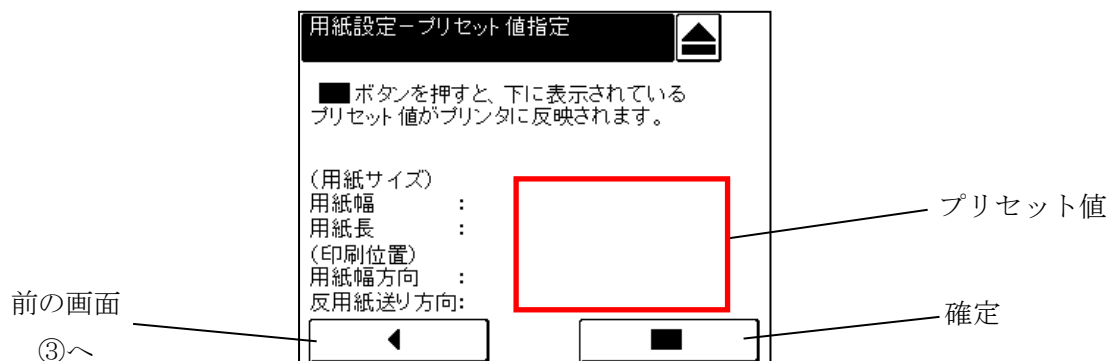 用紙設定-プリセット値指定
■ボタンを押すと、下に表示されている
プリセット値がプリンタに反映されます。
(用紙サイズ)
用紙幅 :
用紙長 :
(印刷位置)
用紙幅方向 :
反用紙送り方向:
プリセット値
前の画面
③へ
確定